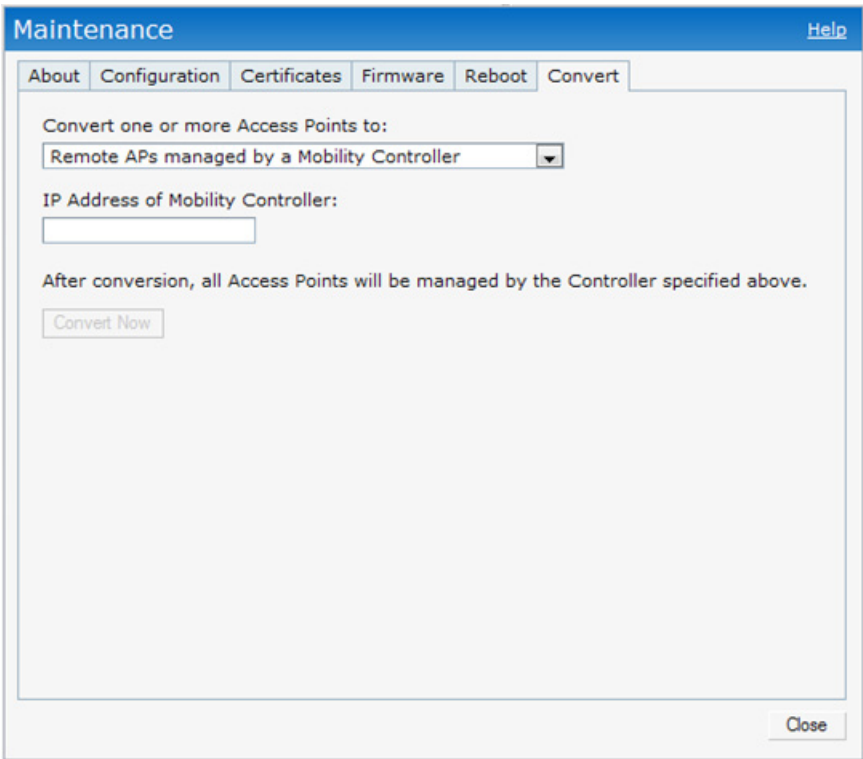 Maintenance Help
About Configuration Certificates Firmware Reboot Convert
Convert one or more Access Points to:
Remote APs managed by a Mobility Controller
IP Address of Mobility Controller:
After conversion, all Access Points will be managed by the Controller specified above.
Convert Now
Close